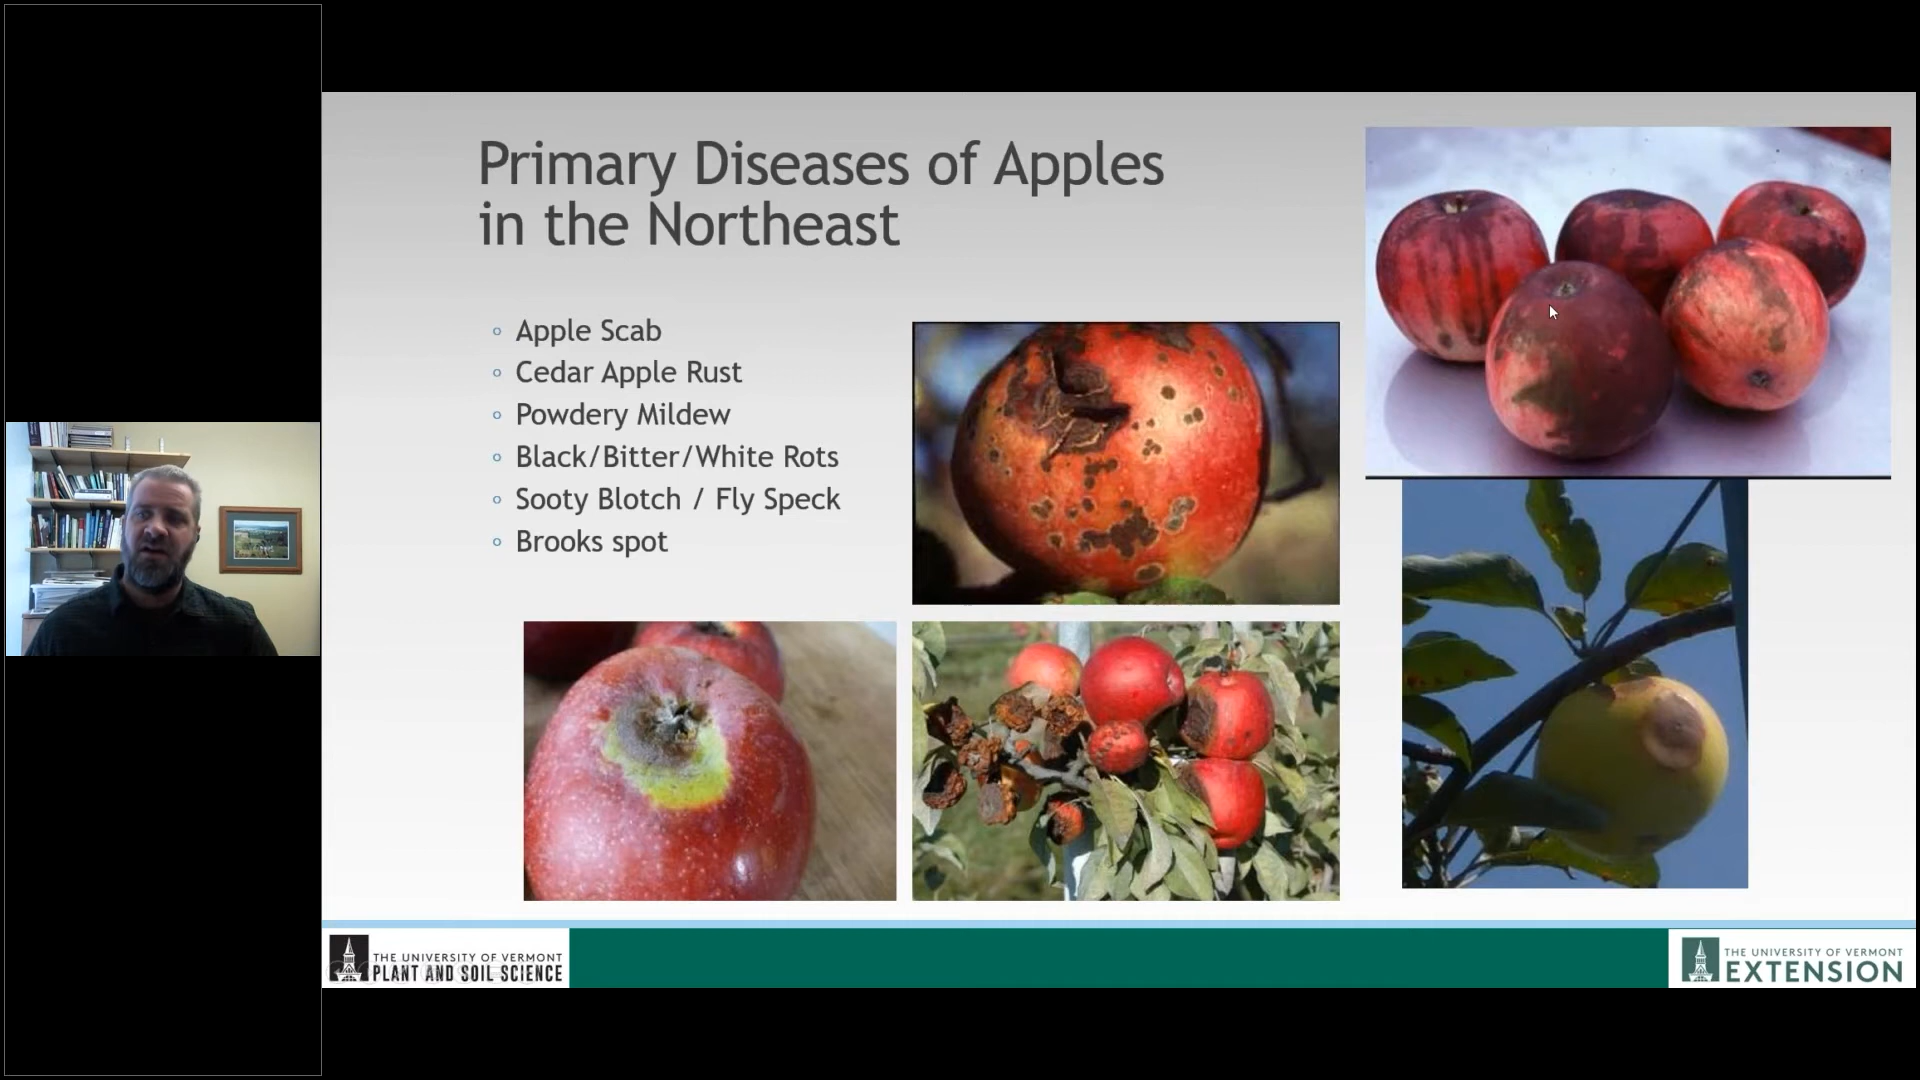 Primary Diseases of Apples
in the Northeast
Apple Scab
Cedar Apple Rust
Powdery Mildew
Black/Bitter/White Rots
Sooty Blotch / Fly Speck
Brooks spot
THE UNIVERSITY OF VERMONT
PLANT AND SOIL SCIENCE
THE UNIVERSITY OF VERMONT
EXTENSION